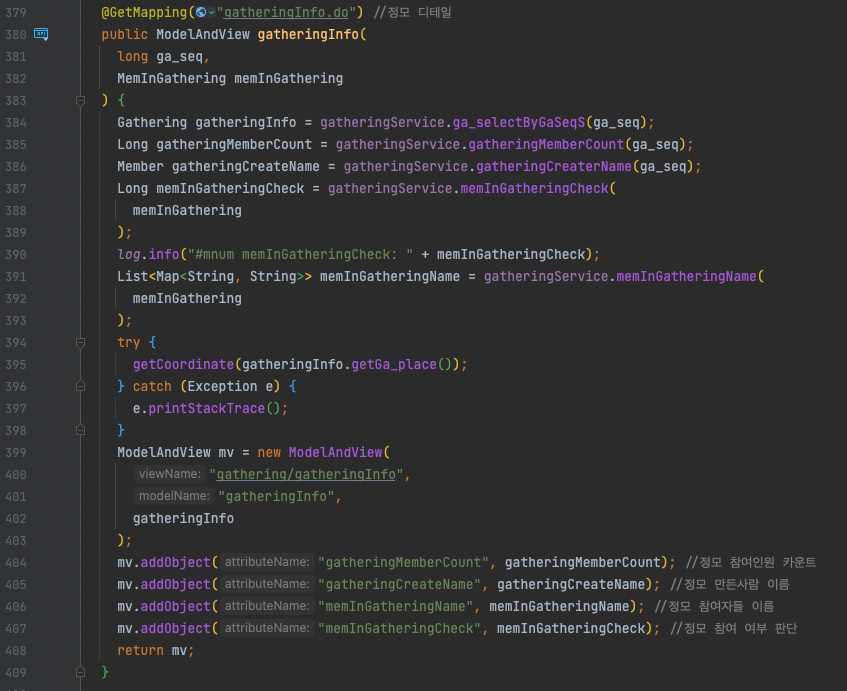 379 @GetMapping("gatheringInfo.do") //정모 디테일
380 public ModelAndView gatheringInfo(
381 long ga_seq,
382 MemInGathering memInGathering
383 ) {
384 Gathering gatheringInfo = gatheringService.ga_selectByGaSeqS(ga_seq);
385 Long gatheringMemberCount = gatheringService.gatheringMemberCount(ga_seq);
386 Member gatheringCreateName = gatheringService.gatheringCreaterName(ga_seq);
387 Long memInGatheringCheck = gatheringService.memInGatheringCheck(
388 memInGathering
389 );
390 log.info("#mnum memInGatheringCheck: " + memInGatheringCheck);
391 List<Map<String, String>> memInGatheringName = gatheringService.memInGatheringName(
392 memInGathering
393 );
394 try {
395 getCoordinate(gatheringInfo.getGa_place());
396 } catch (Exception e) {
397 e.printStackTrace();
398 }
399 ModelAndView mv = new ModelAndView(
400 viewName: "gathering/gatheringInfo",
401 modelName: "gatheringInfo",
402 gatheringInfo
403 );
404 mv.addObject( attributeName: "gatheringMemberCount", gatheringMemberCount); //정모 참여인원 카운트
405 mv.addObject( attributeName: "gatheringCreateName", gatheringCreateName); //정모 만든사람 이름
406 mv.addObject( attributeName: "memInGatheringName", memInGatheringName); //정모 참여자들 이름
407 mv.addObject( attributeName: "memInGatheringCheck", memInGatheringCheck); //정모 참여 여부 판단
408 return mv;
409 }